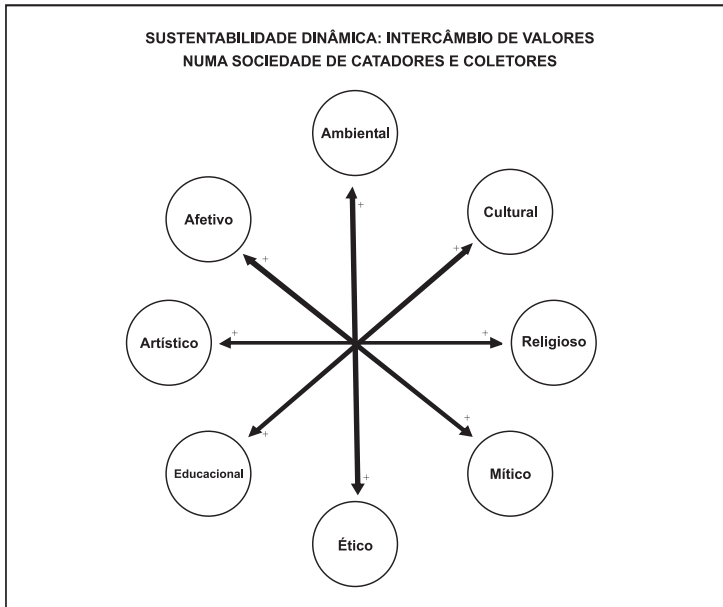 SUSTENTABILIDADE DINÂMICA: INTERCÂMBIO DE VALORES
NUMA SOCIEDADE DE CATADORES E COLETORES
Ambiental
+
Afetivo
Cultural
+
+
Artístico
+
+
Religioso
Educacional
+
+
Mítico
+
Ético